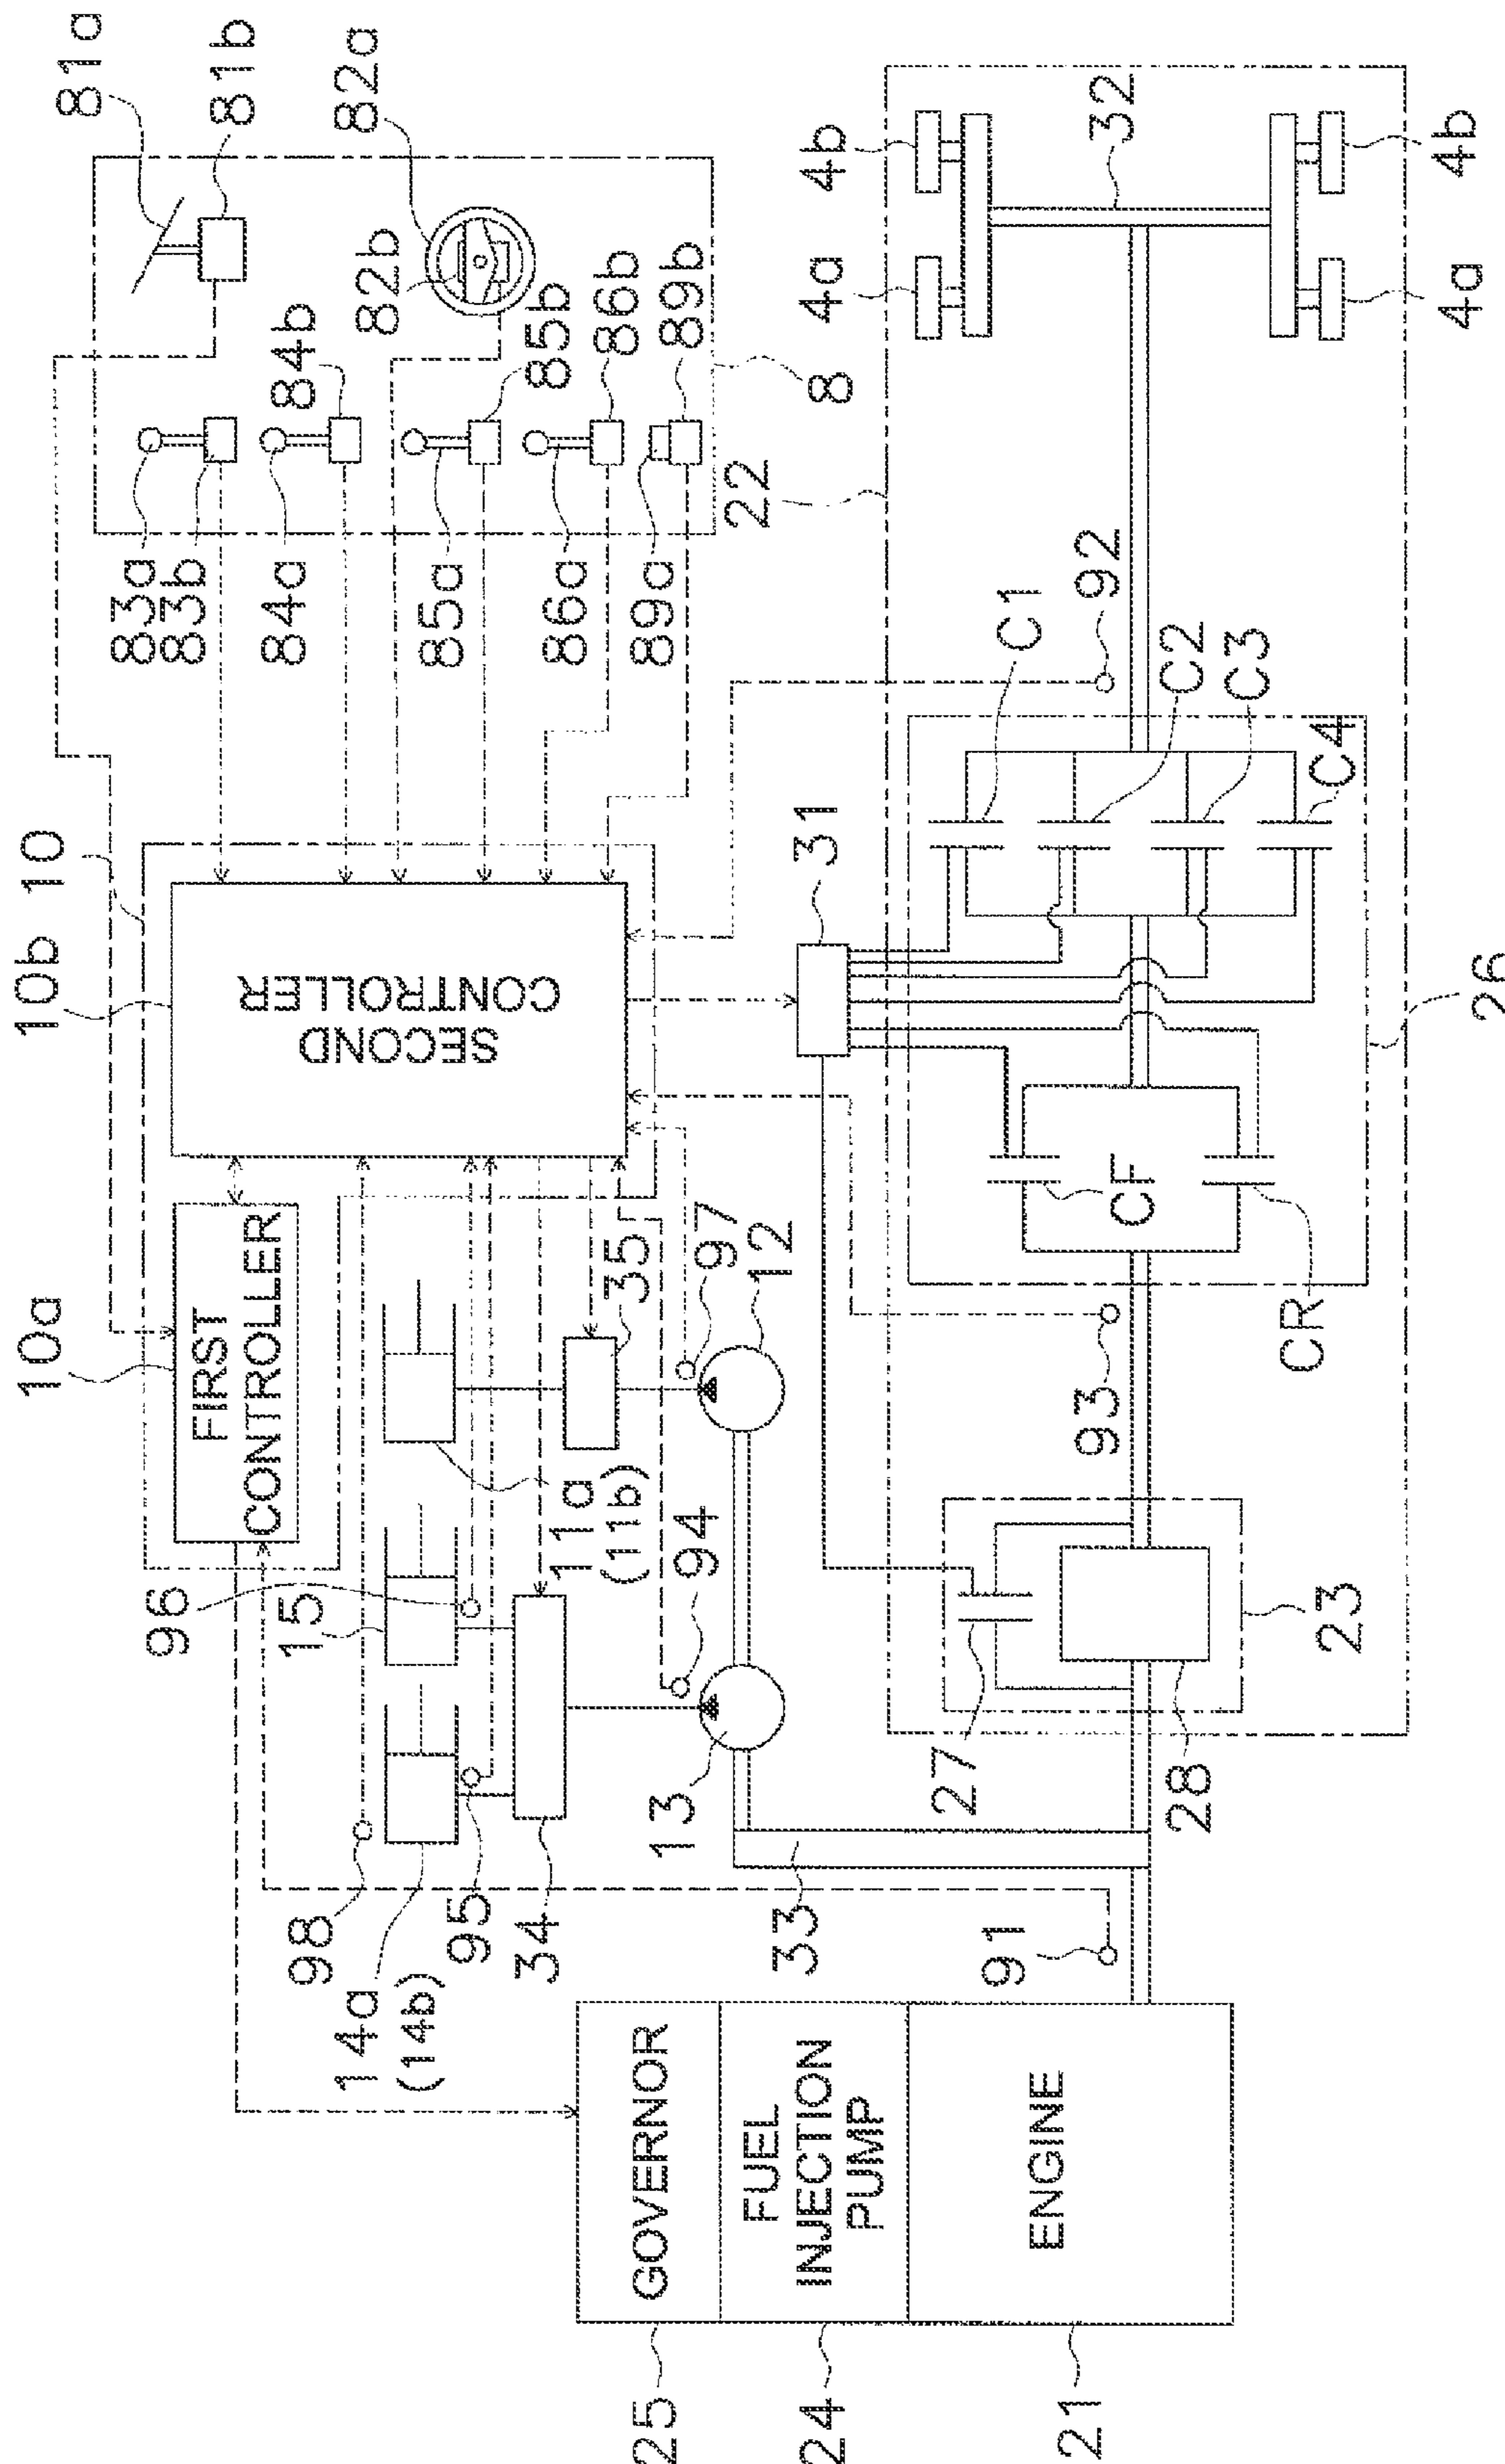 81a
81b
82a
82b
83a
83b
84a
84b
85a
85b
86a
86b
89a
89b
8
10
10b
SECOND
CONTROLLER
10a
FIRST
CONTROLLER
96
15
98
14a
(14b)
95
34
11a
(11b)
35
97
12
94
13
33
91
22
4a
4b
4b
4a
32
92
C1
C2
C3
C4
31
26
CF
CR
93
27
28
23
GOVERNOR
FUEL
INJECTION
PUMP
ENGINE
25
24
21